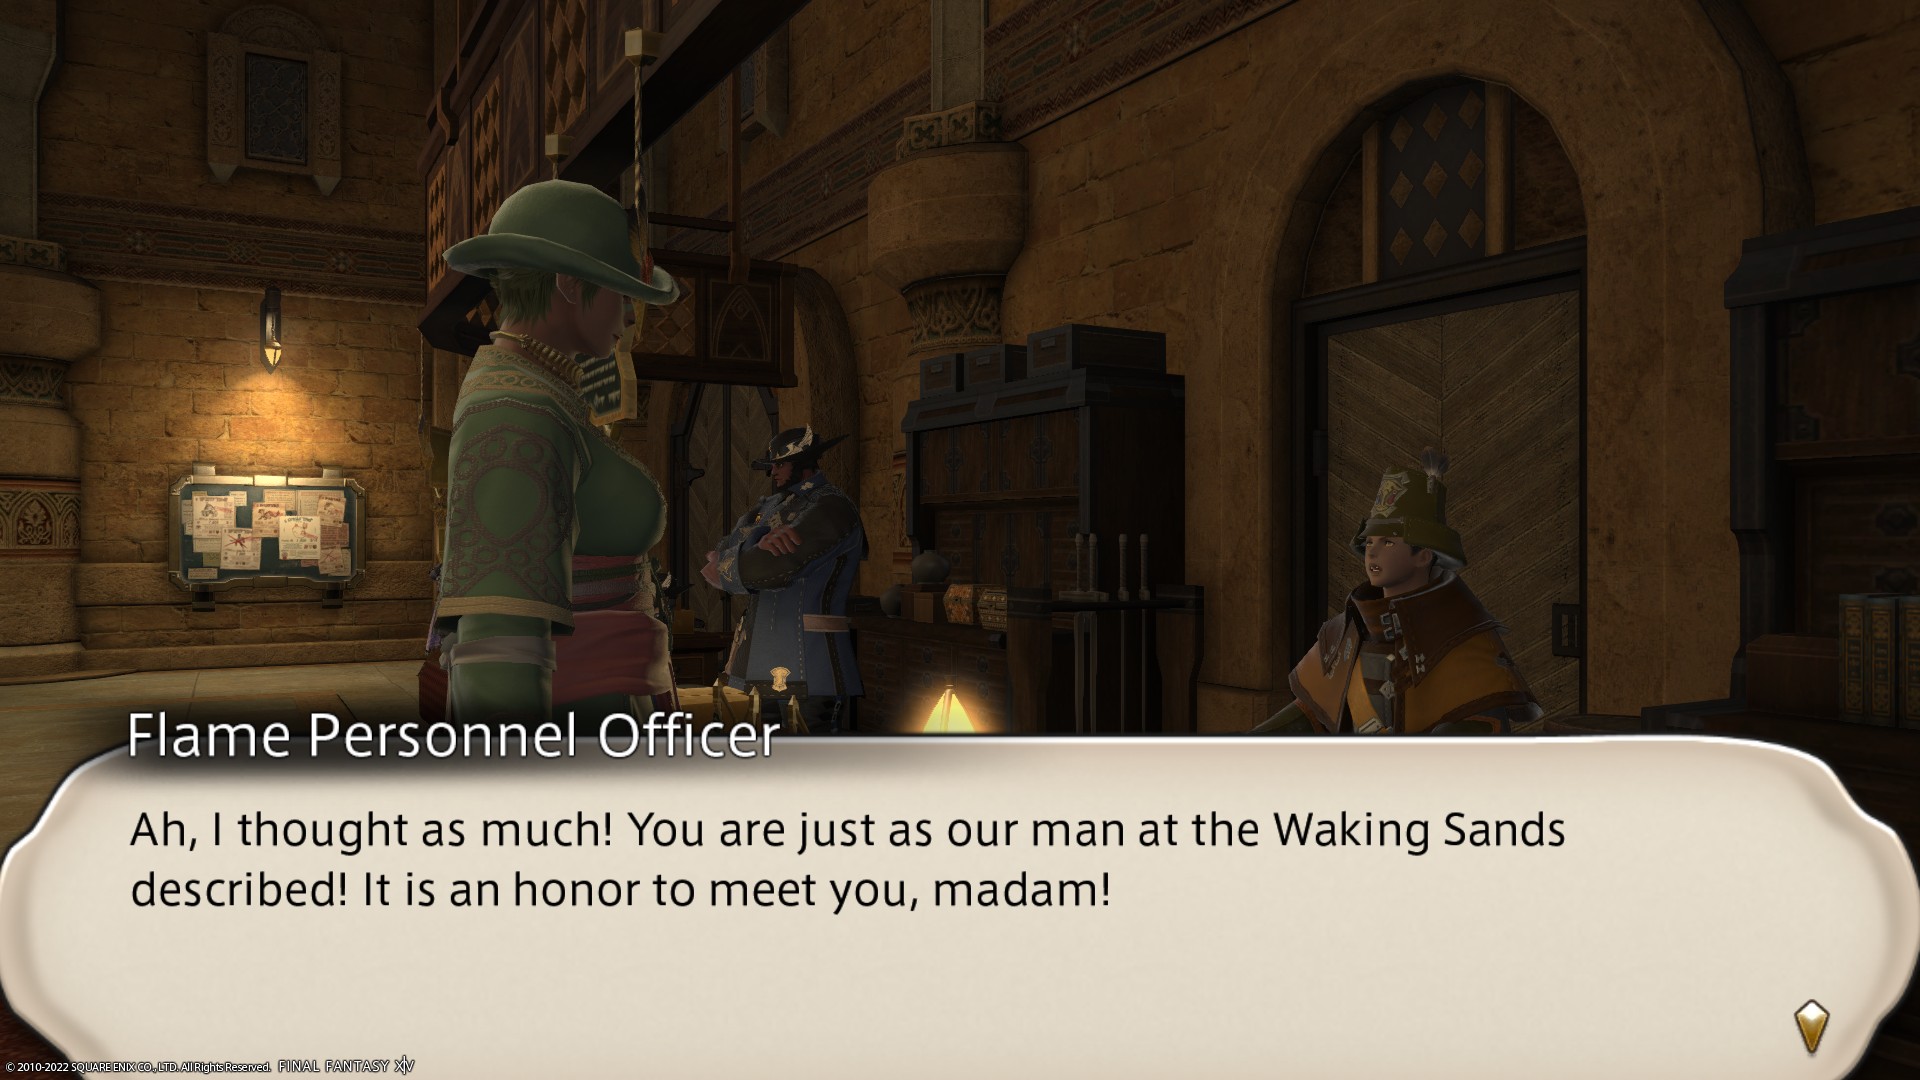 Flame Personnel Officer
Ah, I thought as much! You are just as our man at the Waking Sands
described! It is an honor to meet you, madam!
© 2010-2022 SQUARE ENIX CO., LTD. All Rights Reserved. FINAL FANTASY XIV